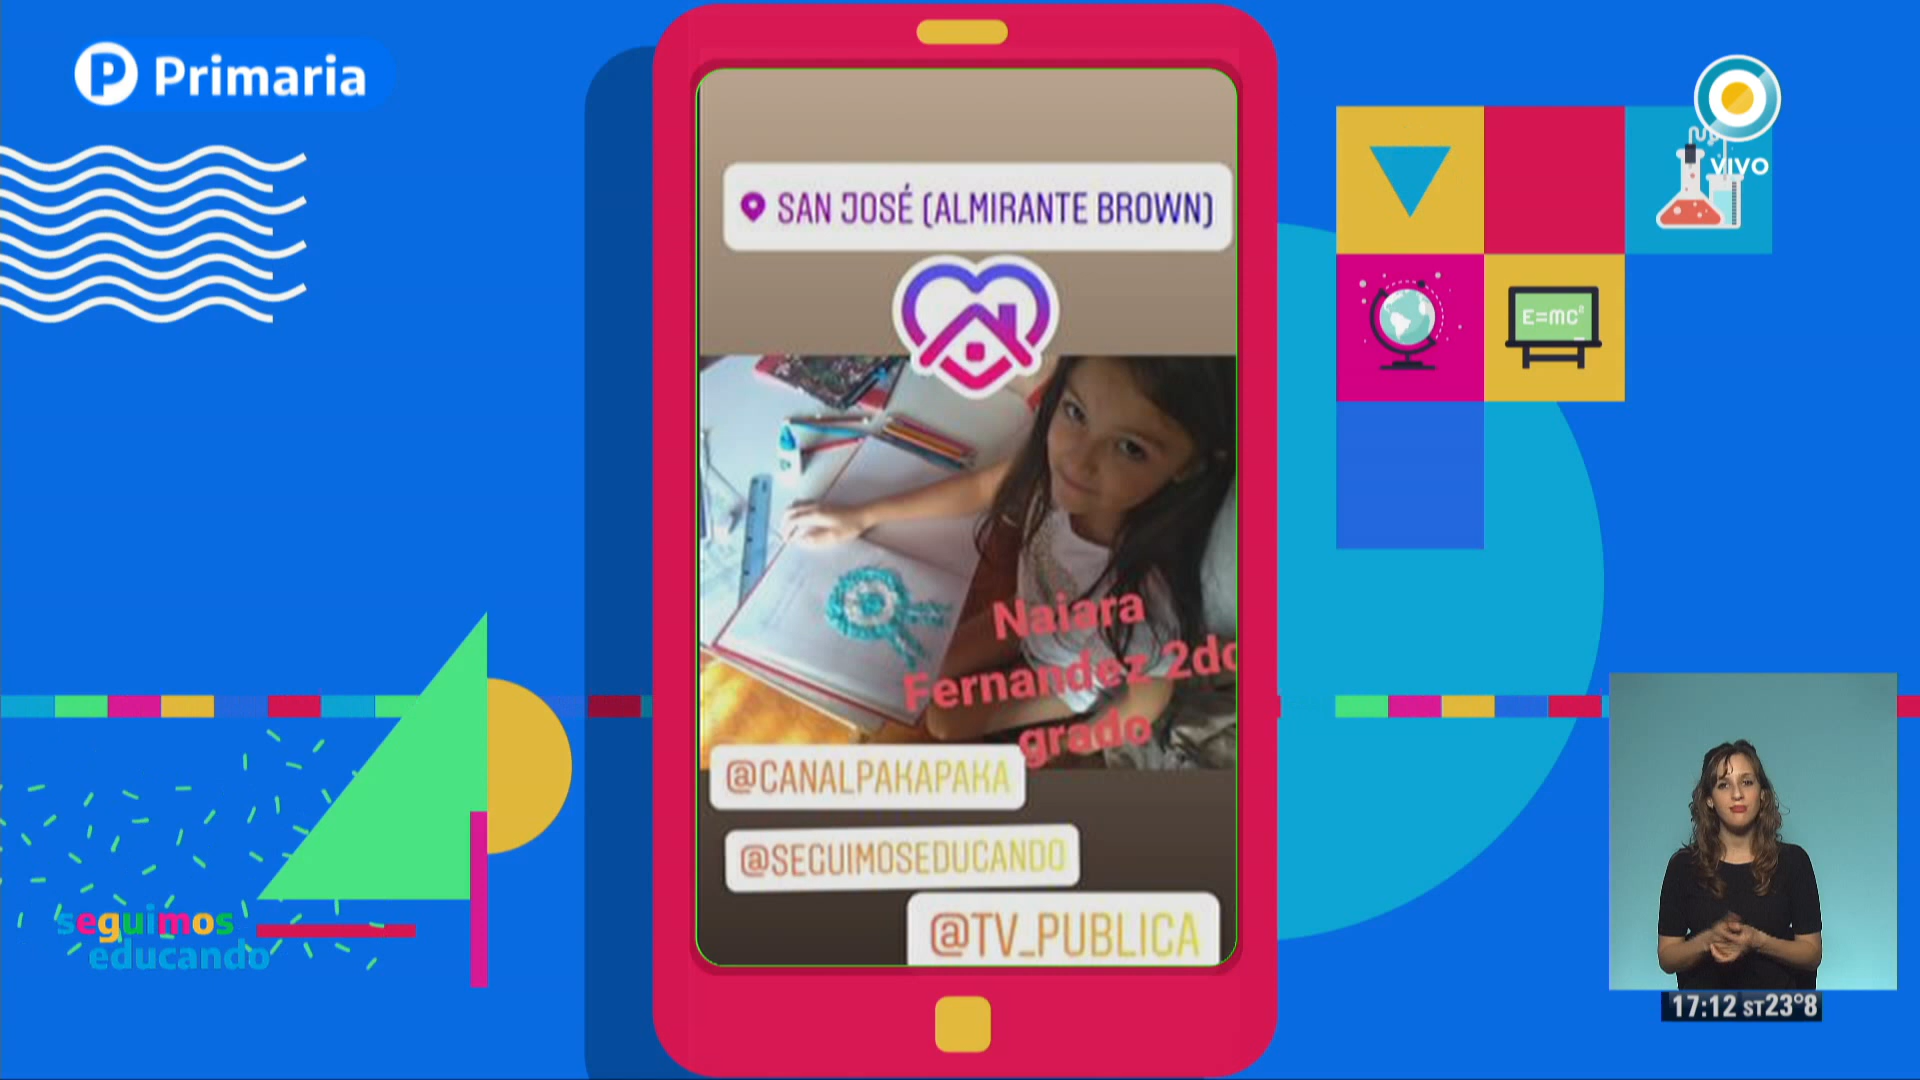 Primaria
VIVO
SAN JOSÉ (ALMIRANTE BROWN)
E=mc²
Naiara
Fernandez 2do
grado
@CANALPAKAPAKA
@SEGUIMOSEDUCANDO
@TV_PUBLICA
seguimos
educando
17:12 ST23°8